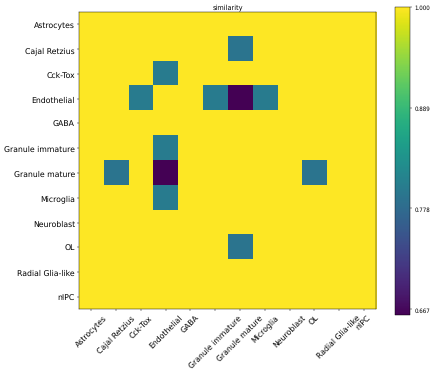 similarity
Astrocytes
Cajal Retzius
Cck-Tox
Endothelial
GABA
Granule immature
Granule mature
Microglia
Neuroblast
OL
Radial Glia-like
nIPC
Astrocytes
Cajal Retzius
Cck-Tox
Endothelial
GABA
Granule immature
Granule mature
Microglia
Neuroblast
OL
Radial Glia-like
nIPC
1.000
0.889
0.778
0.667